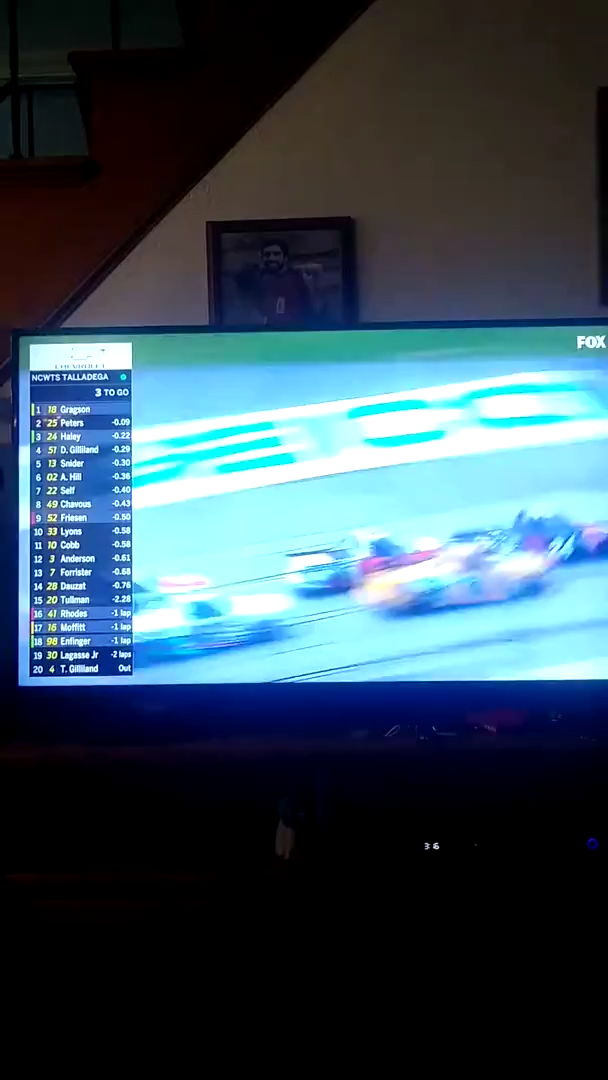 FOX
CHEVROLET
NCWTS TALLADEGA
3 TO GO
1 18 Gragson
2 25 Peters -0.09
3 24 Haley -0.22
4 51 D. Gilliland -0.29
5 13 Snider -0.30
6 02 A. Hill -0.36
7 22 Self -0.40
8 49 Chavous -0.43
9 52 Friesen -0.50
10 33 Lyons -0.58
11 10 Cobb -0.58
12 3 Anderson -0.61
13 7 Forrister -0.68
14 28 Dauzat -0.76
15 20 Tullman -2.28
16 41 Rhodes -1 lap
17 16 Moffitt -1 lap
18 98 Enfinger -1 lap
19 30 Lagasse Jr -2 laps
20 4 T. Gilliland Out